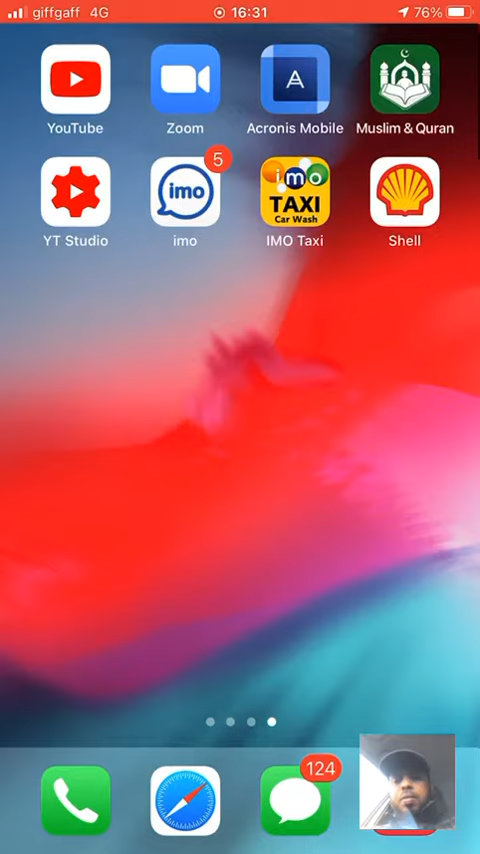 giffgaff 4G 16:31 76%
YouTube Zoom Acronis Mobile Muslim & Quran
5
imo
imo
TAXI
Car Wash
YT Studio imo IMO Taxi Shell
124